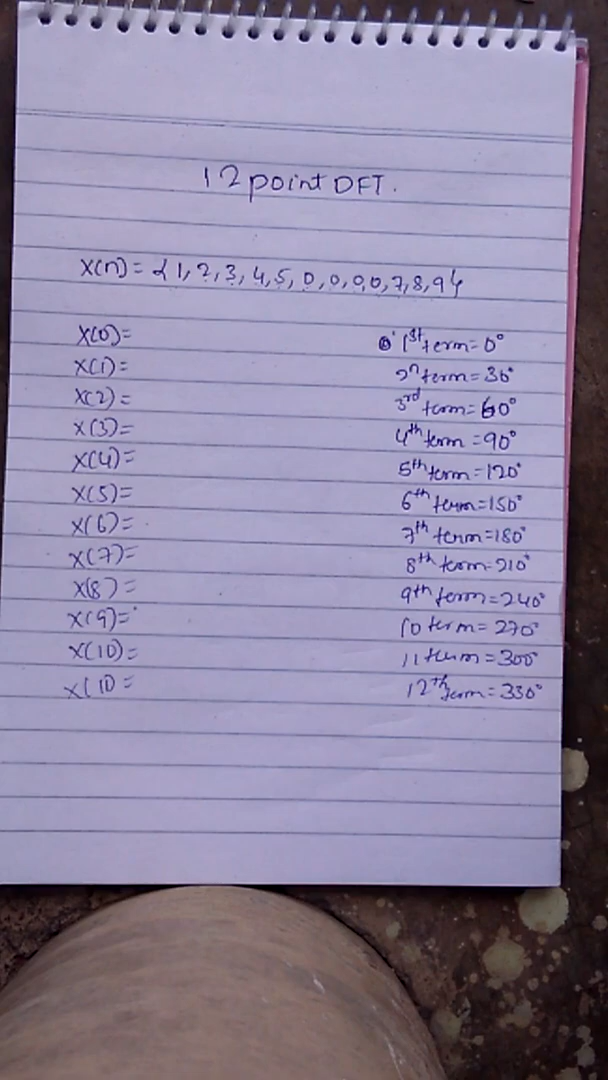 12 point DFT.
x(n) = { 1, 2, 3, 4, 5, 0, 0, 0, 0, 7, 8, 9 }
X(0) = 1st term = 0°
X(1) = 2n term = 30°
X(2) = 3rd term = 60°
X(3) = 4th term = 90°
X(4) = 5th term = 120°
X(5) = 6th term = 150°
X(6) = 7th term = 180°
X(7) = 8th term = 210°
X(8) = 9th term = 240°
X(9) = 10 term = 270°
X(10) = 11 term = 300°
X(11) = 12th term = 330°